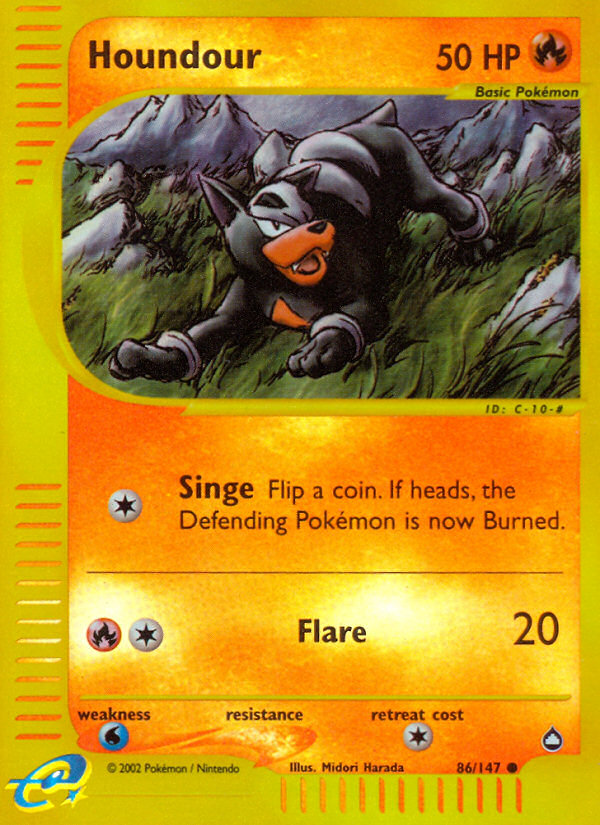 Houndour 50 HP
Basic Pokémon
ID: C-10-#
Singe Flip a coin. If heads, the
Defending Pokémon is now Burned.
Flare 20
weakness resistance retreat cost
© 2002 Pokémon / Nintendo Illus. Midori Harada 86/147 ●